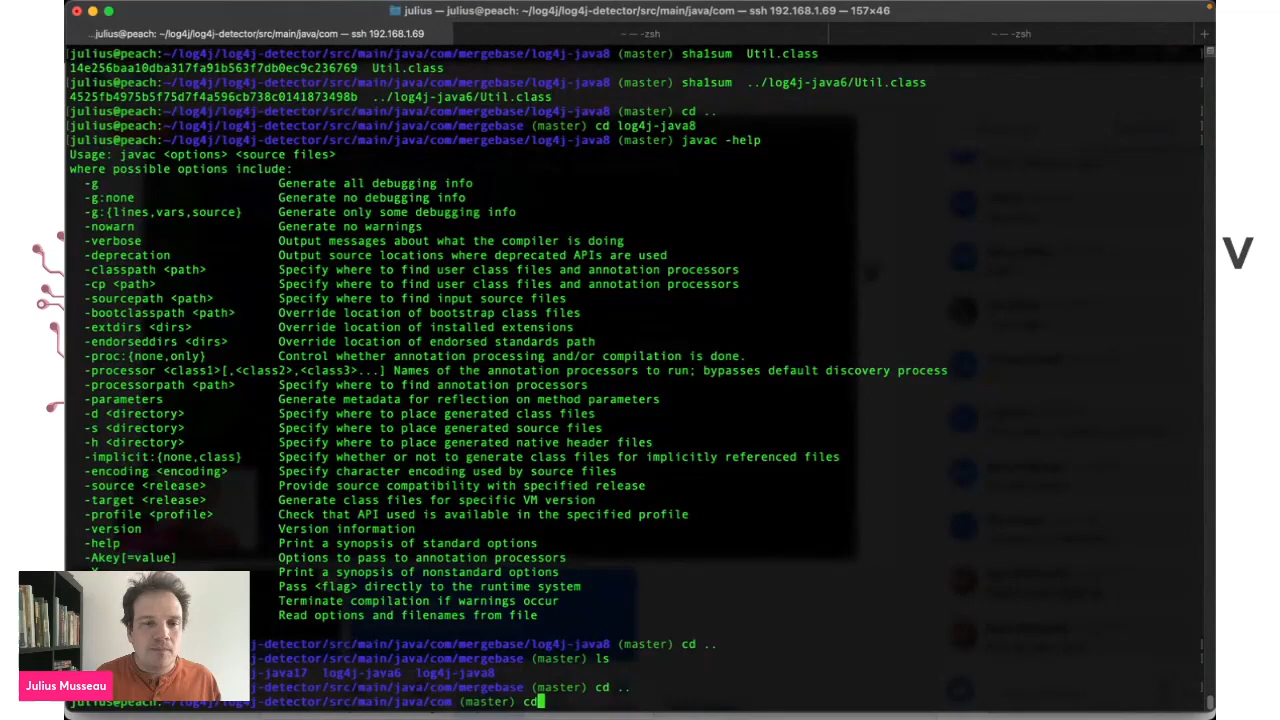 julius — julius@peach: ~/log4j/log4j-detector/src/main/java/com — ssh 192.168.1.69 — 157×46
...julius@peach: ~/log4j/log4j-detector/src/main/java/com — ssh 192.168.1.69
~ — -zsh
~ — -zsh
julius@peach:~/log4j/log4j-detector/src/main/java/com/mergebase/log4j-java8 (master) sha1sum  Util.class
14e256baa10dba317fa91b563f7db0ec9c236769  Util.class
julius@peach:~/log4j/log4j-detector/src/main/java/com/mergebase/log4j-java8 (master) sha1sum  ../log4j-java6/Util.class
4525fb4975b5f75d7f4a596cb738c0141873498b  ../log4j-java6/Util.class
julius@peach:~/log4j/log4j-detector/src/main/java/com/mergebase/log4j-java8 (master) cd ..
julius@peach:~/log4j/log4j-detector/src/main/java/com/mergebase (master) cd log4j-java8
julius@peach:~/log4j/log4j-detector/src/main/java/com/mergebase/log4j-java8 (master) javac -help
Usage: javac <options> <source files>
where possible options include:
-g Generate all debugging info
-g:none Generate no debugging info
-g:{lines,vars,source} Generate only some debugging info
-nowarn Generate no warnings
-verbose Output messages about what the compiler is doing
-deprecation Output source locations where deprecated APIs are used
-classpath <path> Specify where to find user class files and annotation processors
-cp <path> Specify where to find user class files and annotation processors
-sourcepath <path> Specify where to find input source files
-bootclasspath <path> Override location of bootstrap class files
-extdirs <dirs> Override location of installed extensions
-endorseddirs <dirs> Override location of endorsed standards path
-proc:{none,only} Control whether annotation processing and/or compilation is done.
-processor <class1>[,<class2>,<class3>...] Names of the annotation processors to run; bypasses default discovery process
-processorpath <path> Specify where to find annotation processors
-parameters Generate metadata for reflection on method parameters
-d <directory> Specify where to place generated class files
-s <directory> Specify where to place generated source files
-h <directory> Specify where to place generated native header files
-implicit:{none,class} Specify whether or not to generate class files for implicitly referenced files
-encoding <encoding> Specify character encoding used by source files
-source <release> Provide source compatibility with specified release
-target <release> Generate class files for specific VM version
-profile <profile> Check that API used is available in the specified profile
-version Version information
-help Print a synopsis of standard options
-Akey[=value] Options to pass to annotation processors
Print a synopsis of nonstandard options
Pass <flag> directly to the runtime system
Terminate compilation if warnings occur
Read options and filenames from file
j-detector/src/main/java/com/mergebase/log4j-java8 (master) cd ..
j-detector/src/main/java/com/mergebase (master) ls
-java17  log4j-java6  log4j-java8
j-detector/src/main/java/com/mergebase (master) cd ..
-detector/src/main/java/com (master) cd
Julius Musseau
V